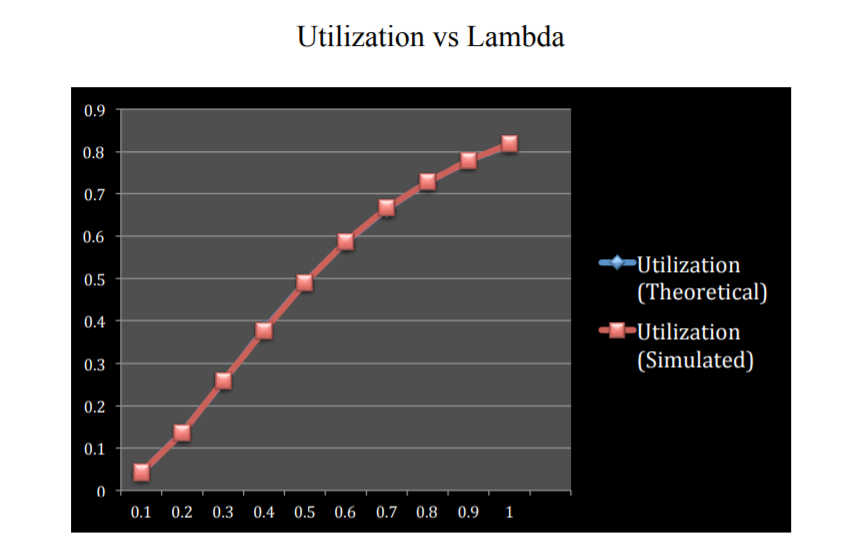 Utilization vs Lambda
0.9
0.8
0.7
0.6
0.5
0.4
0.3
0.2
0.1
0
0.1 0.2 0.3 0.4 0.5 0.6 0.7 0.8 0.9 1
Utilization
(Theoretical)
Utilization
(Simulated)